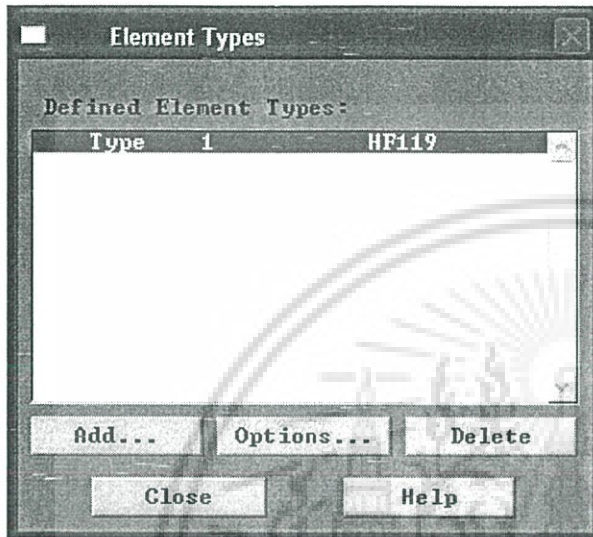 Element Types
Defined Element Types:
Type 1 HF119
Add... Options... Delete
Close Help